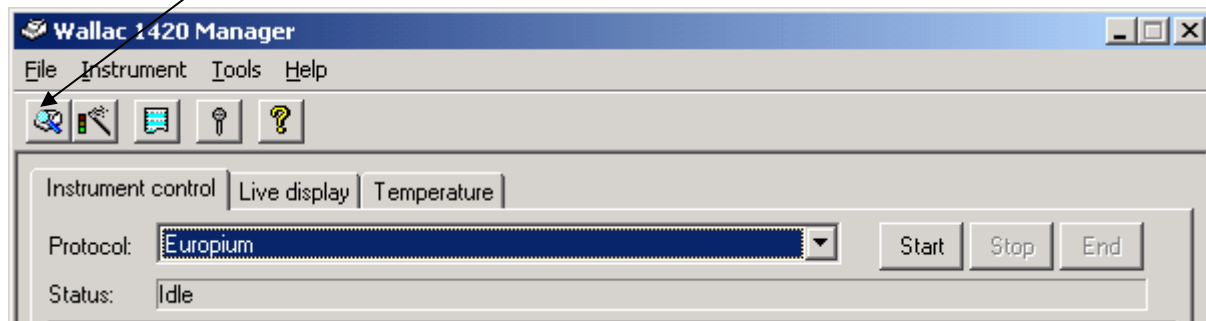 Wallac 1420 Manager
File Instrument Tools Help
Instrument control Live display Temperature
Protocol: Europium Start Stop End
Status: Idle